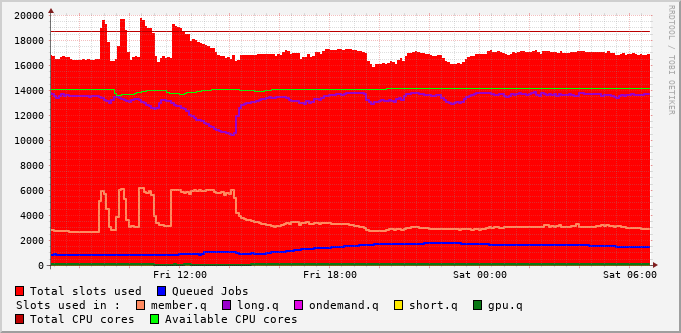 20000
18000
16000
14000
12000
10000
8000
6000
4000
2000
0
Fri 12:00 Fri 18:00 Sat 00:00 Sat 06:00
Total slots used Queued Jobs
Slots used in : member.q long.q ondemand.q short.q gpu.q
Total CPU cores Available CPU cores
RRDTOOL / TOBI OETIKER